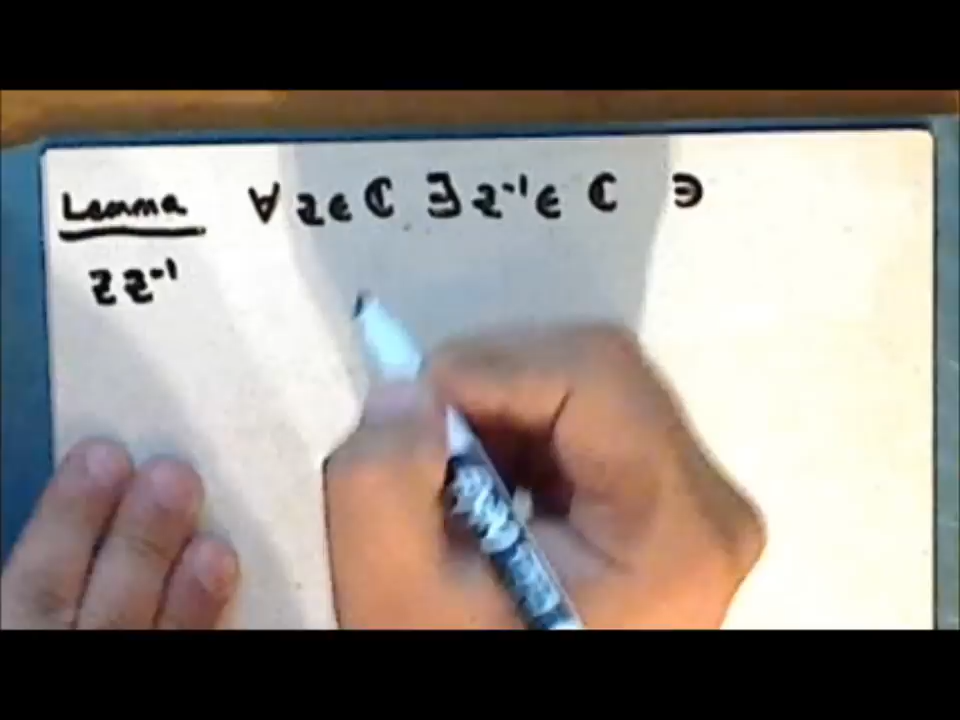 Lemma ∀ z ∈ ℂ ∃ z⁻¹ ∈ ℂ ∋
z z⁻¹